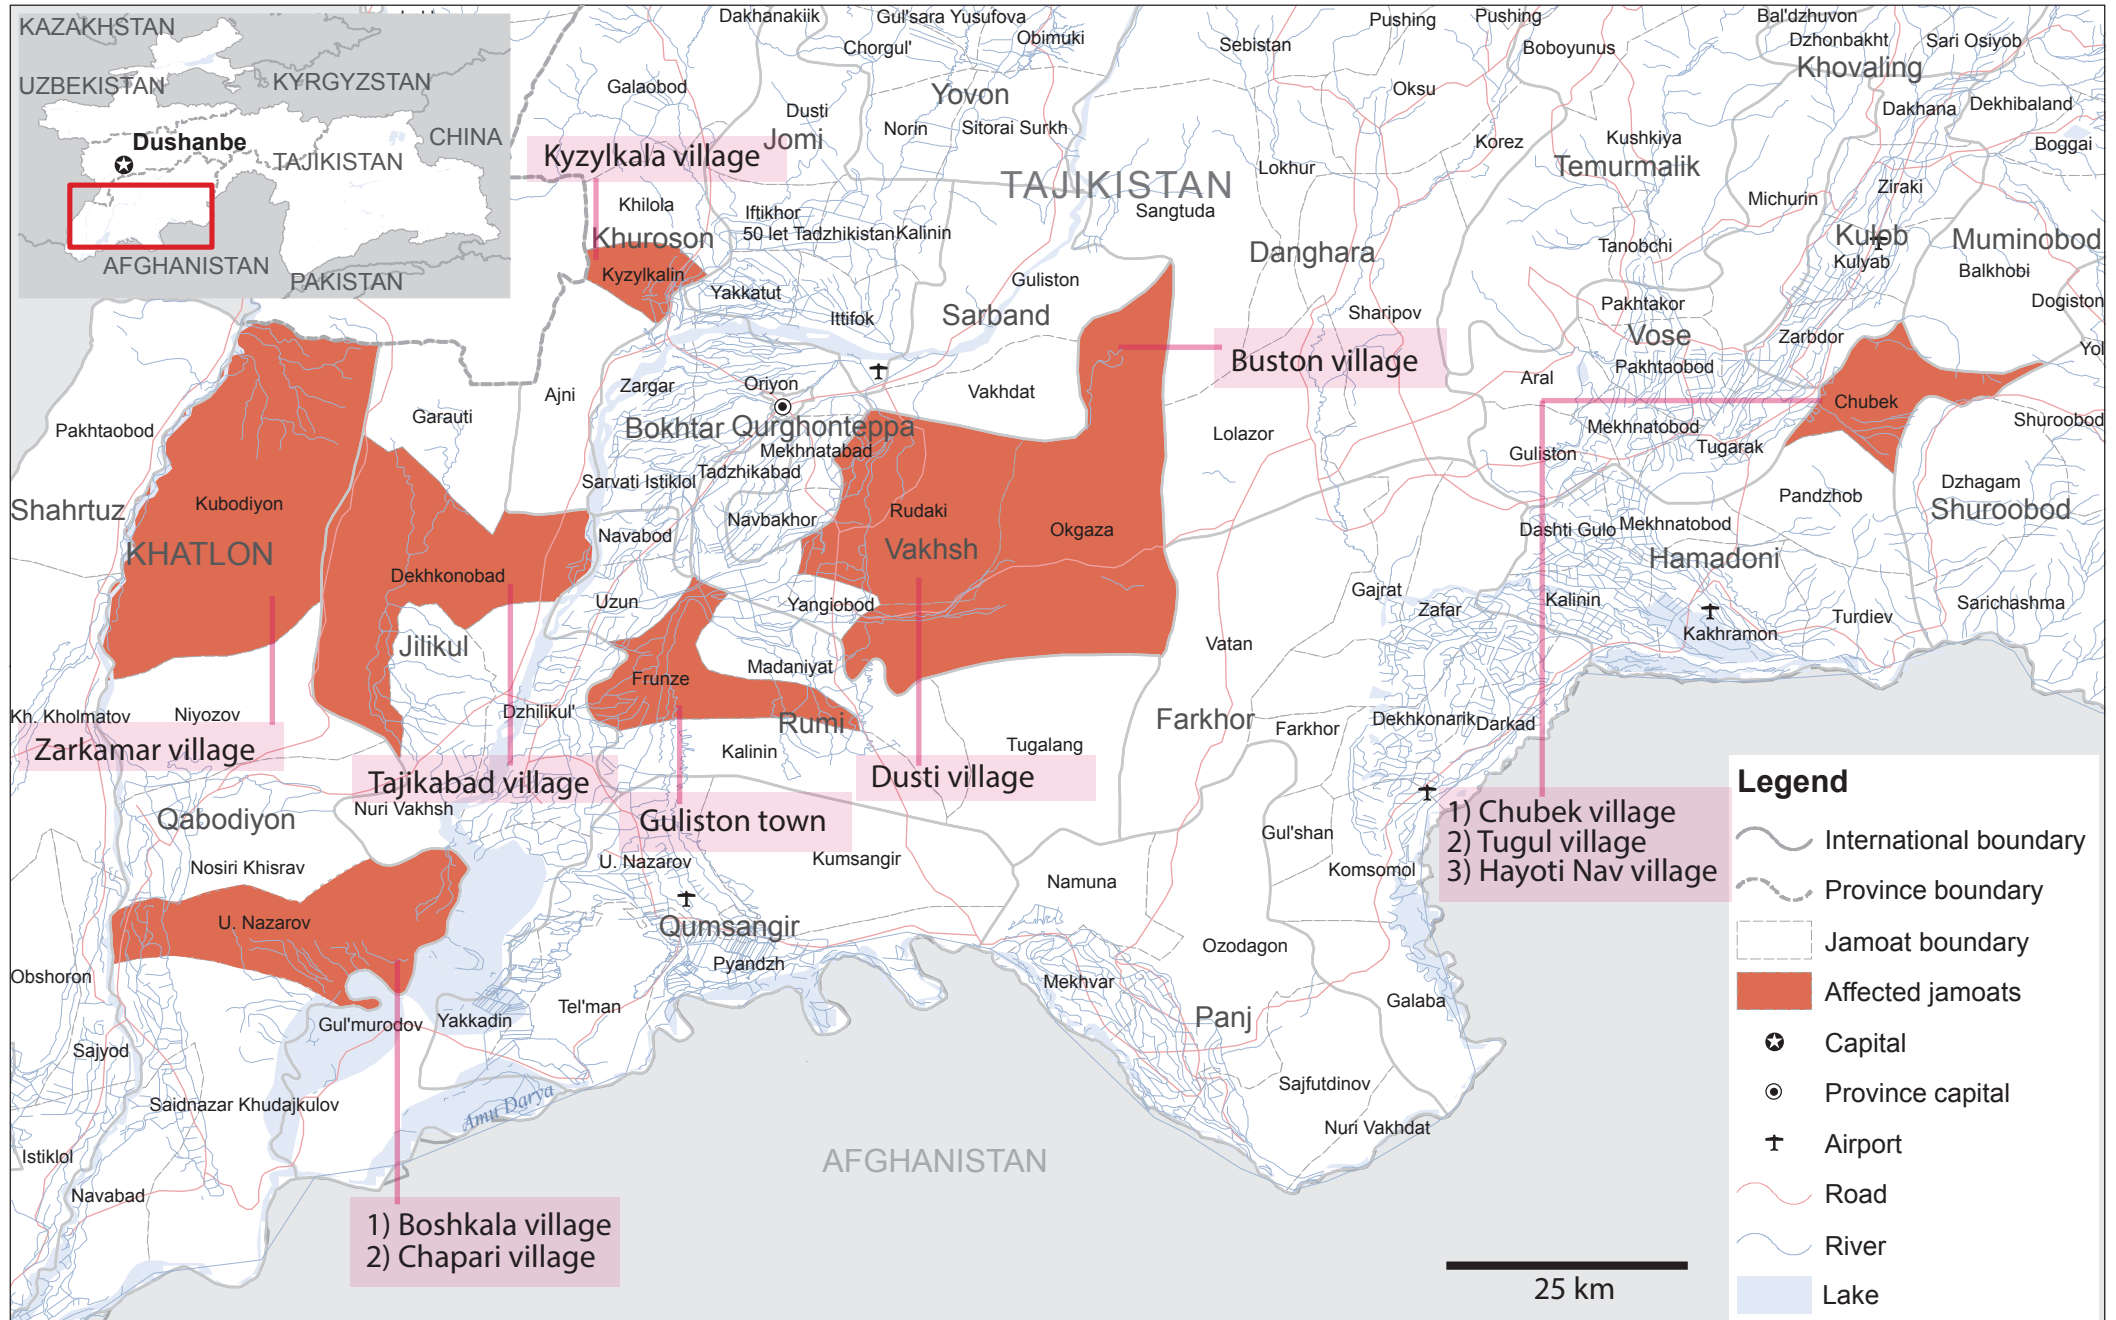 KAZAKHSTAN
UZBEKISTAN
KYRGYZSTAN
CHINA
Dushanbe
TAJIKISTAN
AFGHANISTAN
PAKISTAN
Dakhanakiik
Gul'sara Yusufova
Chorgul'
Obimuki
Sebistan
Pushing
Pushing
Boboyunus
Bal'dzhuvon
Dzhonbakht
Sari Osiyob
Khovaling
Galaobod
Dusti
Jomi
Yovon
Norin
Sitorai Surkh
Oksu
Korez
Kushkiya
Temurmalik
Dakhana
Dekhibaland
Boggai
Kyzylkala village
Lokhur
TAJIKISTAN
Sangtuda
Michurin
Ziraki
Khilola
Iftikhor
50 let Tadzhikistan
Kalinin
Khuroson
Kyzylkalin
Danghara
Tanobchi
Kulob
Kulyab
Muminobod
Balkhobi
Dogiston
Yol
Yakkatut
Ittifok
Guliston
Sarband
Sharipov
Pakhtakor
Vose
Zarbdor
Pakhtaobod
Buston village
Zargar
Oriyon
Vakhdat
Aral
Chubek
Ajni
Garauti
Pakhtaobod
Bokhtar
Qurghonteppa
Mekhnatabad
Tadzhikabad
Lolazor
Mekhnatobod
Tugarak
Guliston
Shuroobod
Sarvati Istiklol
Kubodiyon
Shahrtuz
KHATLON
Navbakhor
Navabod
Rudaki
Vakhsh
Okgaza
Dashti Gulo
Mekhnatobod
Hamadoni
Pandzhob
Dzhagam
Shuroobod
Dekhkonobad
Uzun
Yangiobod
Gajrat
Zafar
Kalinin
Kakhramon
Turdiev
Sarichashma
Jilikul
Frunze
Madaniyat
Vatan
Kh. Kholmatov
Niyozov
Dzhilikul'
Rumi
Kalinin
Tugalang
Farkhor
Farkhor
Dekhkonarik
Darkad
Zarkamar village
Tajikabad village
Dusti village
Guliston town
Nuri Vakhsh
Qabodiyon
Nosiri Khisrav
U. Nazarov
Kumsangir
Namuna
Gul'shan
Komsomol
1) Chubek village
2) Tugul village
3) Hayoti Nav village
U. Nazarov
Qumsangir
Pyandzh
Ozodagon
Obshoron
Mekhvar
Galaba
Tel'man
Gul'murodov
Yakkadin
Panj
Sajyod
Sajfutdinov
Saidnazar Khudajkulov
Amu Darya
Nuri Vakhdat
Istiklol
Navabad
AFGHANISTAN
1) Boshkala village
2) Chapari village
25 km
Legend
International boundary
Province boundary
Jamoat boundary
Affected jamoats
Capital
Province capital
Airport
Road
River
Lake